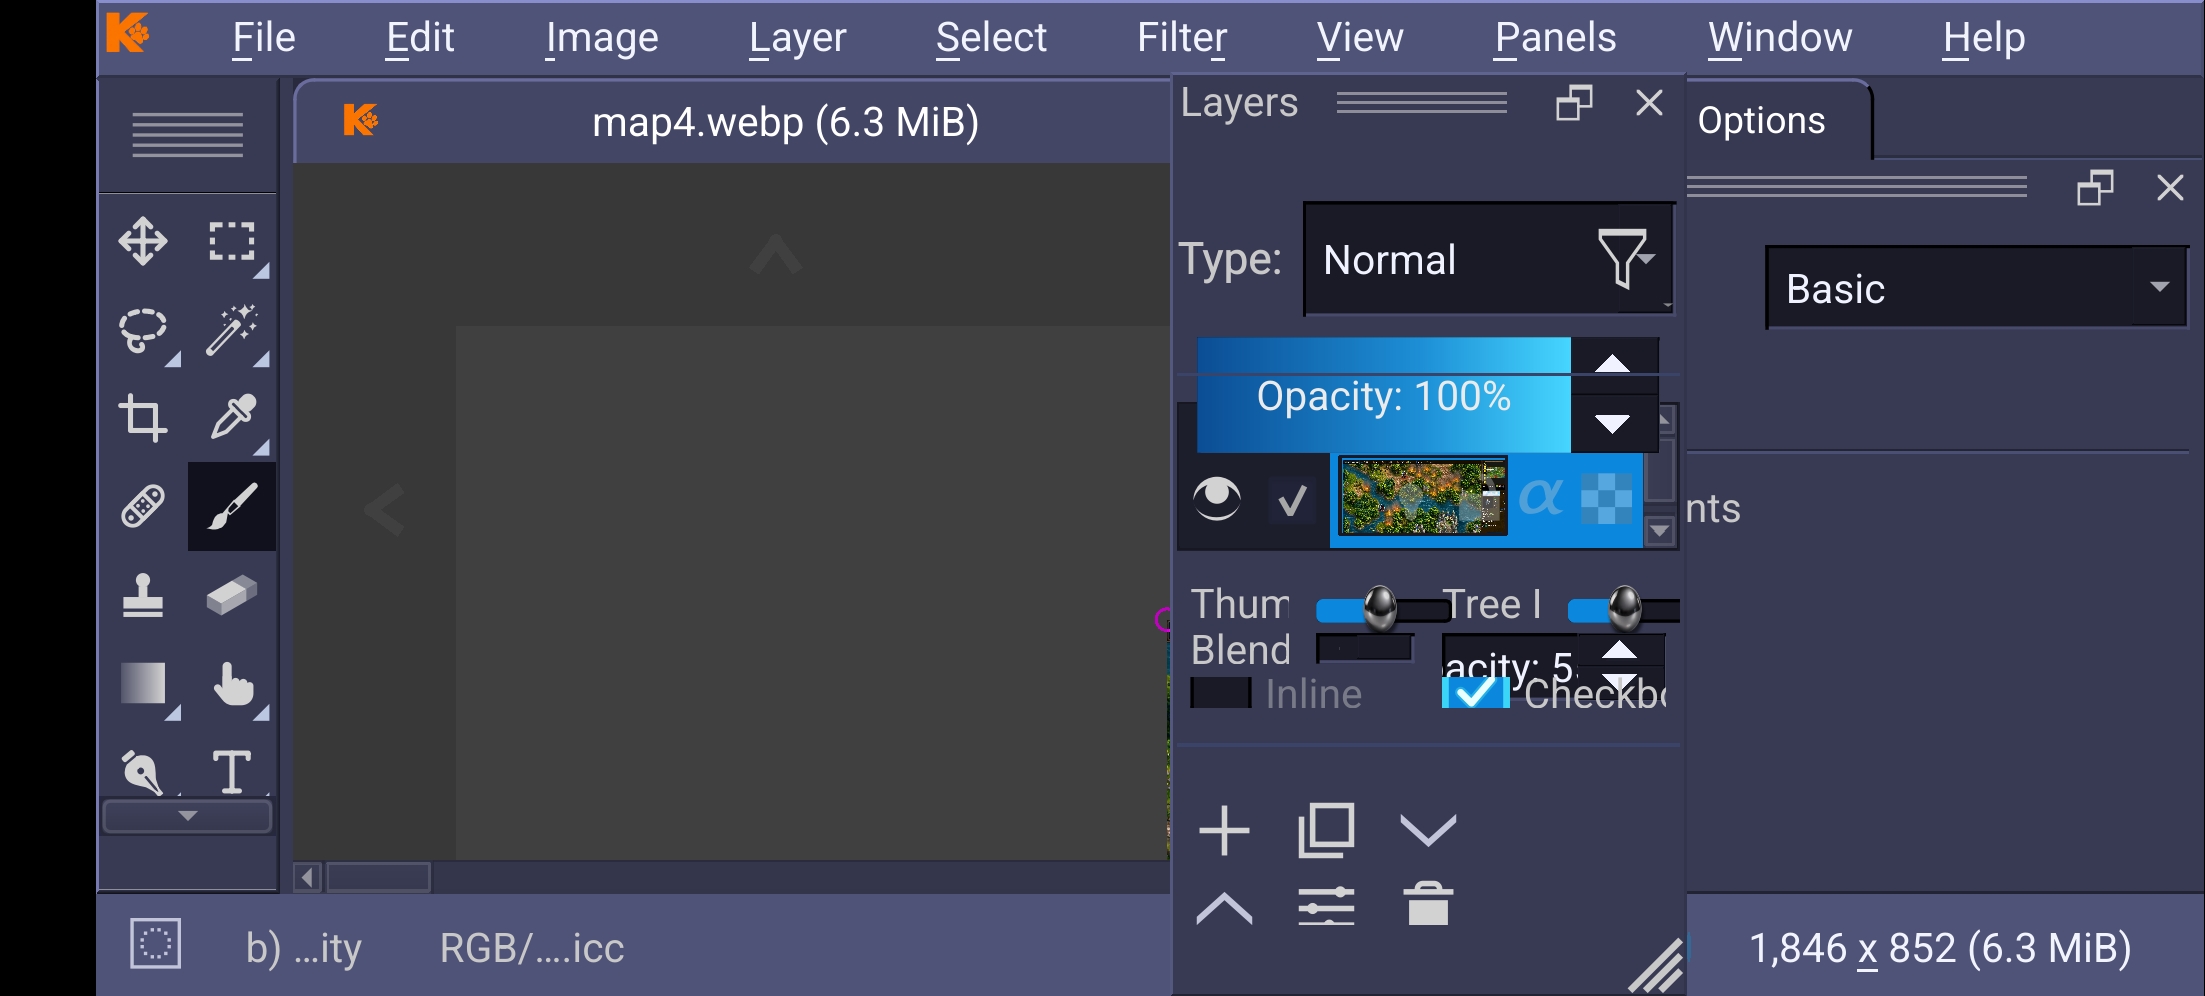 File Edit Image Layer Select Filter View Panels Window Help
map4.webp (6.3 MiB)
Layers
Options
Type: Normal
Basic
Opacity: 100%
α
nts
Thum Tree I
Blend acity: 5
Inline Checkbo
b) ...ity RGB/....icc 1,846 x 852 (6.3 MiB)